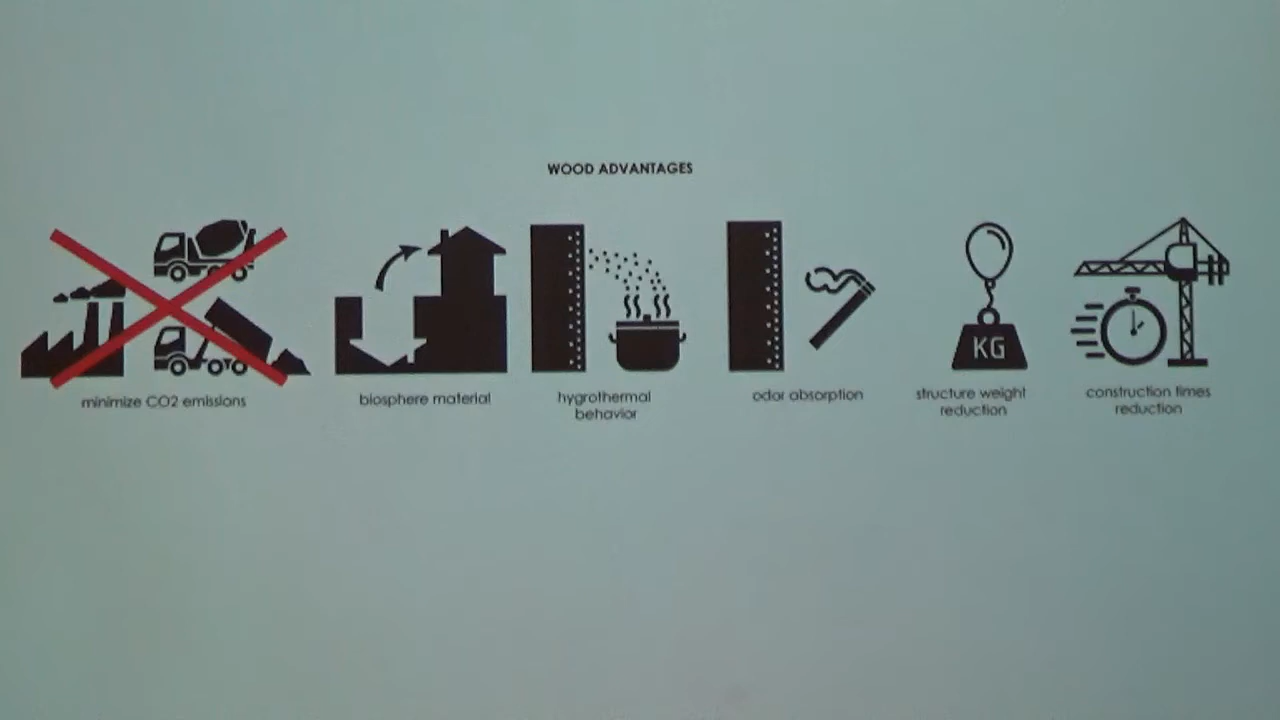 WOOD ADVANTAGES
KG
minimize CO2 emissions
biosphere material
hygrothermal
behavior
odor absorption
structure weight
reduction
construction times
reduction